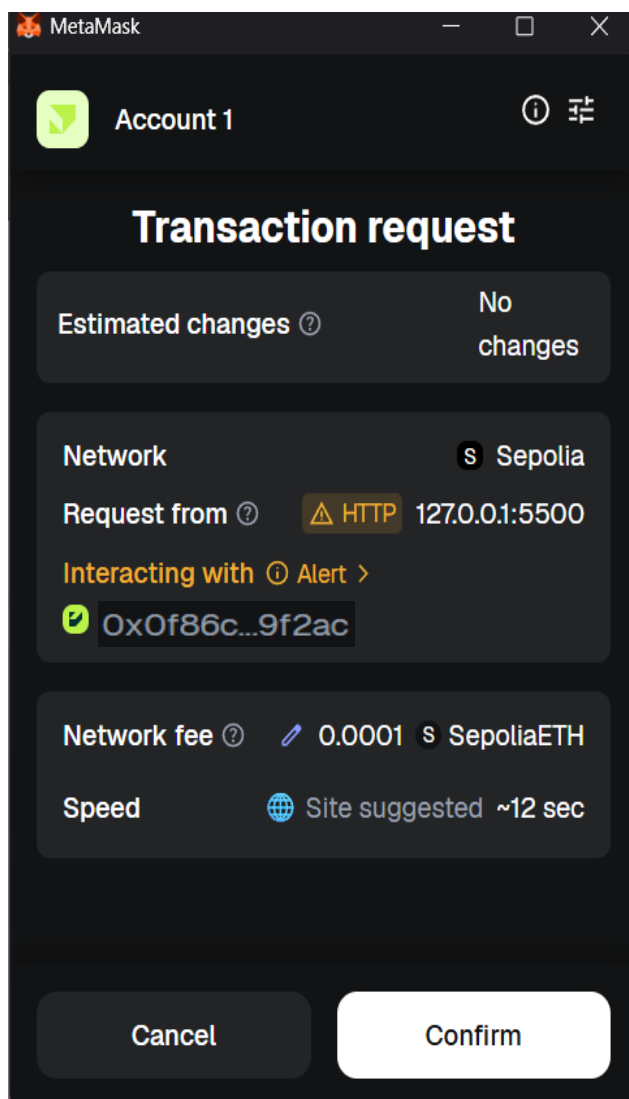 MetaMask
Account 1
Transaction request
Estimated changes
No
changes
Network S Sepolia
Request from HTTP 127.0.0.1:5500
Interacting with Alert >
0x0f86c...9f2ac
Network fee 0.0001 S SepoliaETH
Speed Site suggested ~12 sec
Cancel Confirm